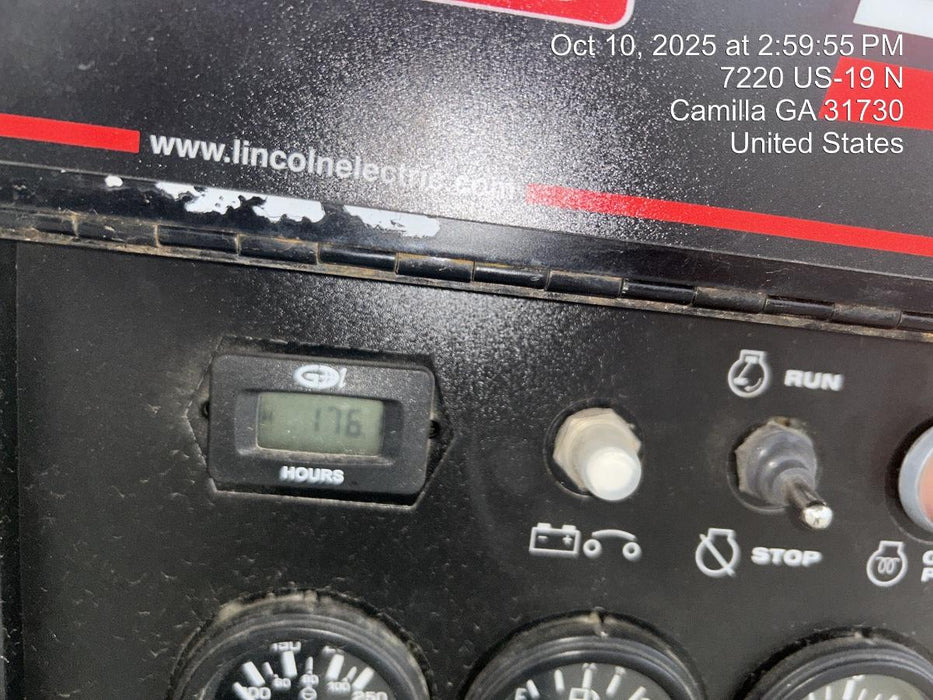 Oct 10, 2025 at 2:59:55 PM
7220 US-19 N
Camilla GA 31730
United States
www.lincolnelectric.com
176
HOURS
RUN
STOP
250